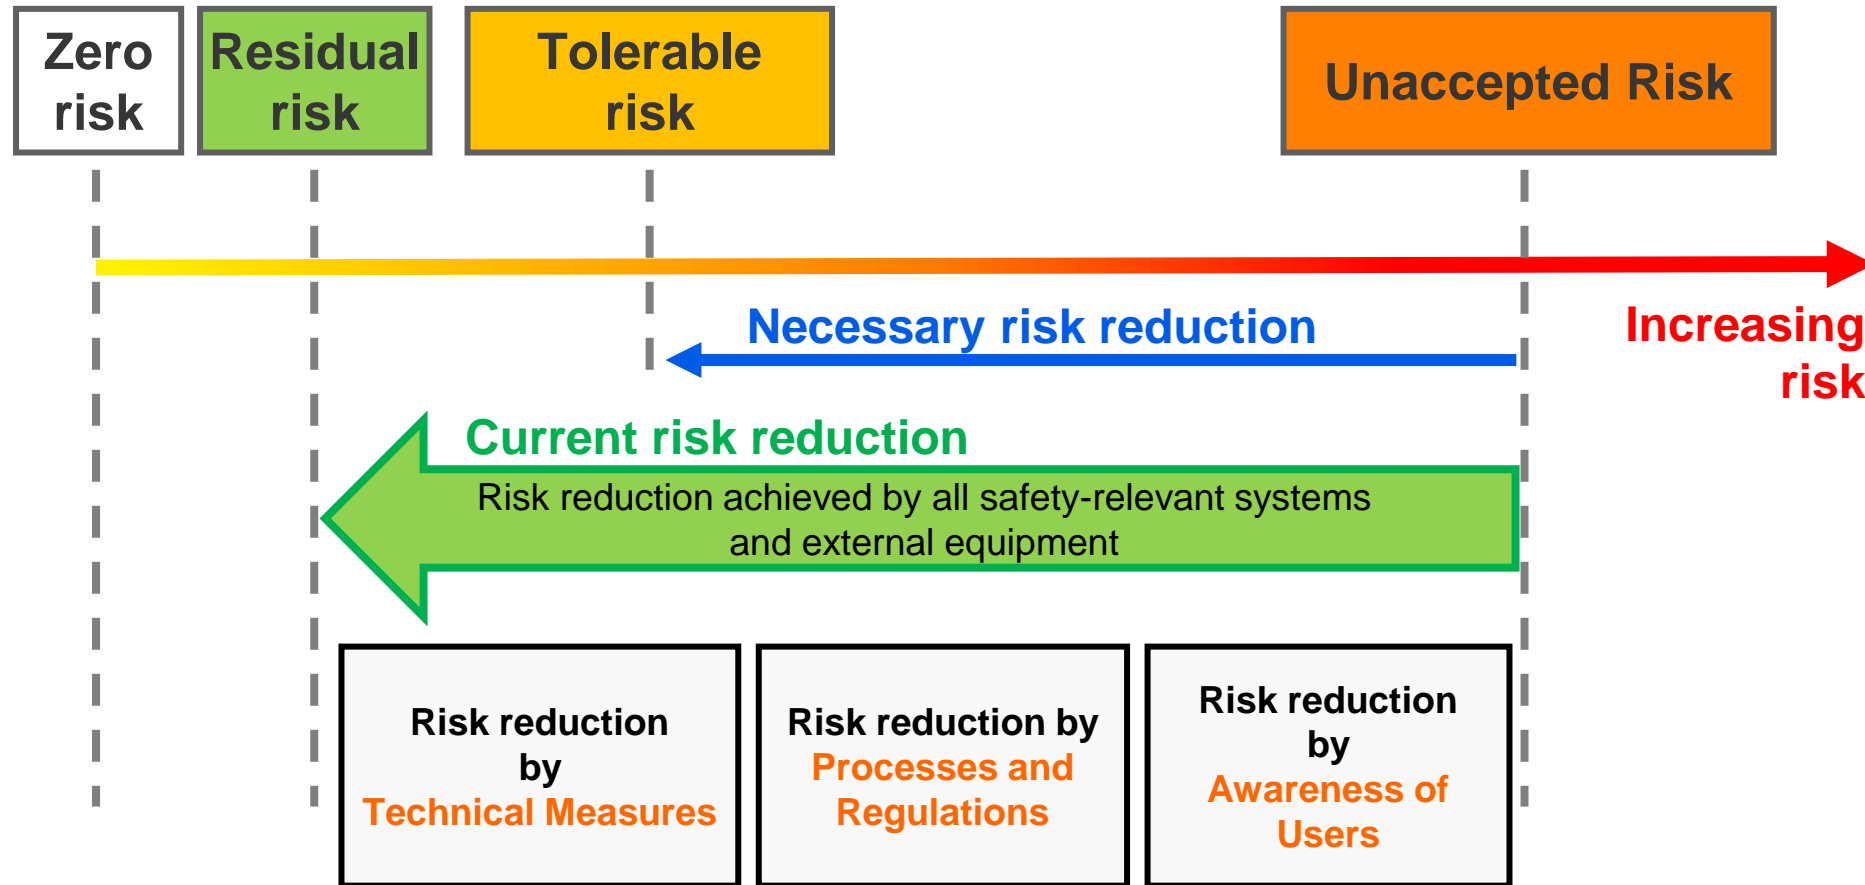 Zero
risk
Residual
risk
Tolerable
risk
Unaccepted Risk
Necessary risk reduction
Increasing
risk
Current risk reduction
Risk reduction achieved by all safety-relevant systems
and external equipment
Risk reduction
by
Technical Measures
Risk reduction by
Processes and
Regulations
Risk reduction
by
Awareness of
Users